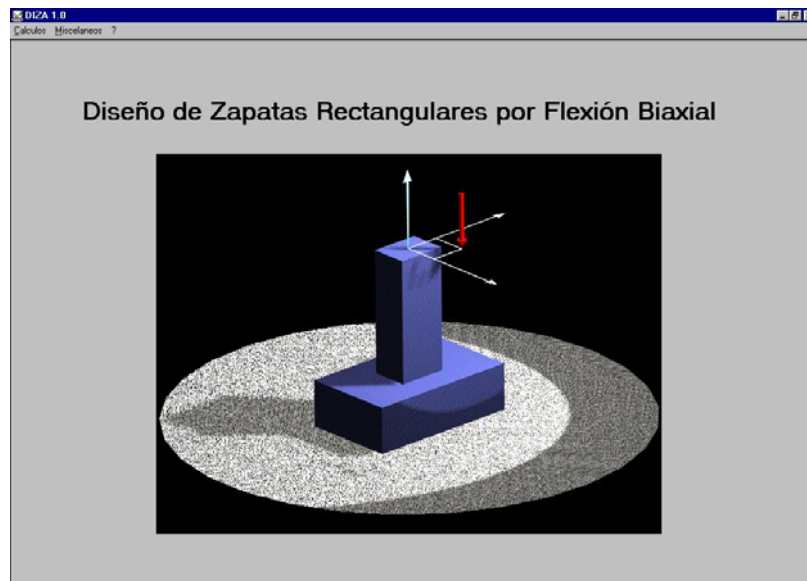 DIZA 1.0
Calculos Miscelaneos ?
Diseño de Zapatas Rectangulares por Flexión Biaxial